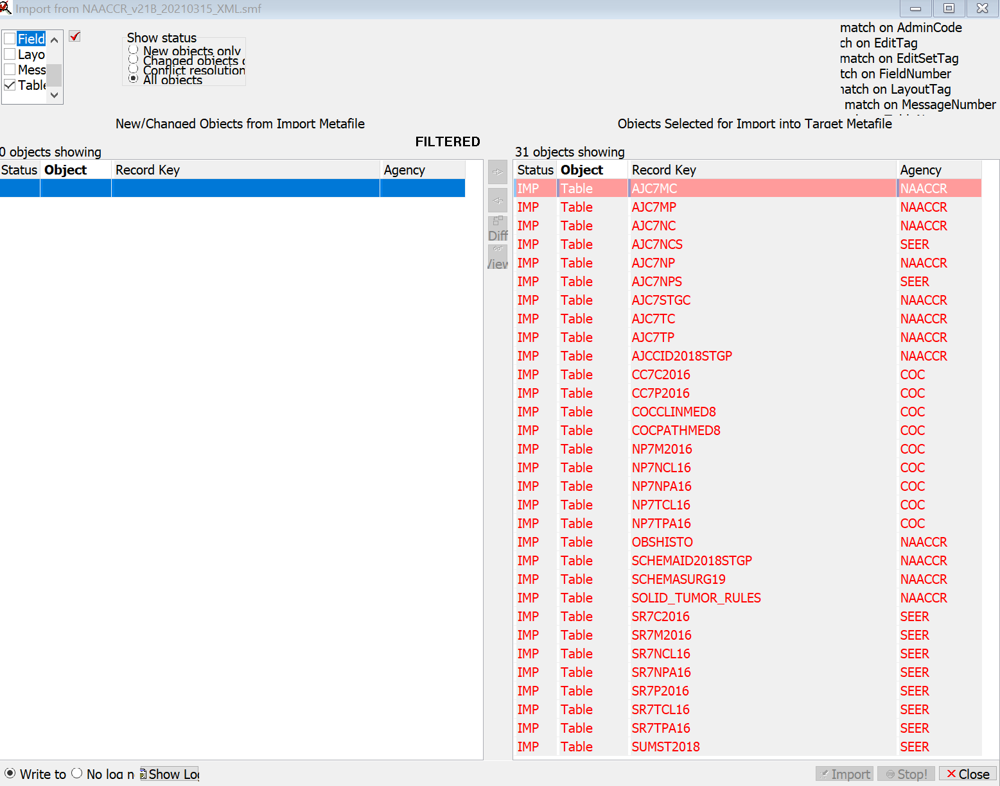 Import from NAACCR_v21B_20210315_XML.smf
Field
Layo
Mess
Table
Show status
New objects only
Changed objects
Conflict resolution
All objects
match on AdminCode
ch on EditTag
match on EditSetTag
tch on FieldNumber
natch on LayoutTag
match on MessageNumber
New/Changed Objects from Import Metafile
Objects Selected for Import into Target Metafile
FILTERED
0 objects showing
31 objects showing
Status Object Record Key Agency
Status Object Record Key Agency
Diff
View
IMP Table AJC7MC NAACCR
IMP Table AJC7MP NAACCR
IMP Table AJC7NC NAACCR
IMP Table AJC7NCS SEER
IMP Table AJC7NP NAACCR
IMP Table AJC7NPS SEER
IMP Table AJC7STGC NAACCR
IMP Table AJC7TC NAACCR
IMP Table AJC7TP NAACCR
IMP Table AJCCID2018STGP NAACCR
IMP Table CC7C2016 COC
IMP Table CC7P2016 COC
IMP Table COCCLINMED8 COC
IMP Table COCPATHMED8 COC
IMP Table NP7M2016 COC
IMP Table NP7NCL16 COC
IMP Table NP7NPA16 COC
IMP Table NP7TCL16 COC
IMP Table NP7TPA16 COC
IMP Table OBSHISTO NAACCR
IMP Table SCHEMAID2018STGP NAACCR
IMP Table SCHEMASURG19 NAACCR
IMP Table SOLID_TUMOR_RULES NAACCR
IMP Table SR7C2016 SEER
IMP Table SR7M2016 SEER
IMP Table SR7NCL16 SEER
IMP Table SR7NPA16 SEER
IMP Table SR7P2016 SEER
IMP Table SR7TCL16 SEER
IMP Table SR7TPA16 SEER
IMP Table SUMST2018 SEER
Write to No log n Show Log
Import Stop! Close